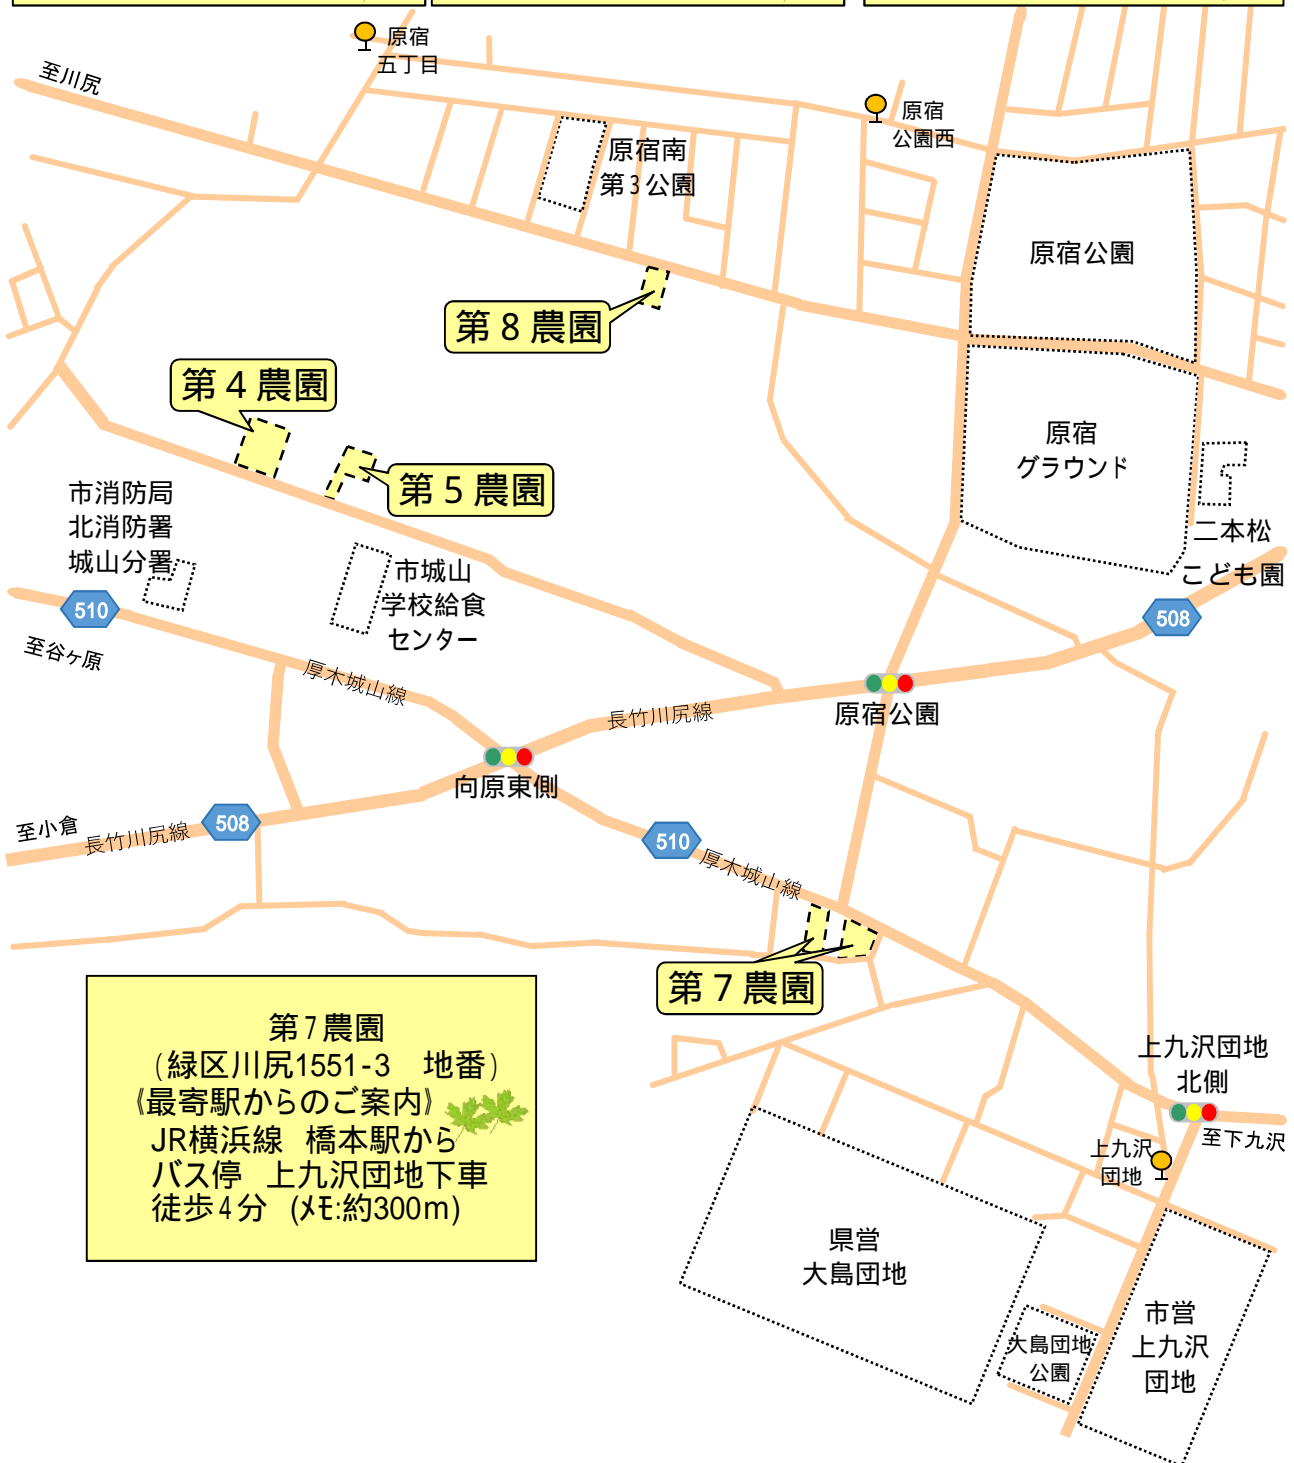 原宿
五丁目
至川尻
原宿
公園西
原宿南
第3公園
原宿公園
第8農園
第4農園
原宿
グラウンド
第5農園
市消防局
北消防署
城山分署
二本松
こども園
市城山
学校給食
センター
510
508
至谷ヶ原
厚木城山線
長竹川尻線
原宿公園
向原東側
至小倉
長竹川尻線
508
510
厚木城山線
第7農園
第7農園
(緑区川尻1551-3 地番)
《最寄駅からのご案内》
JR横浜線 橋本駅から
バス停 上九沢団地下車
徒歩4分 (メモ:約300m)
上九沢団地
北側
至下九沢
上九沢
団地
県営
大島団地
市営
上九沢
団地
大島団地
公園